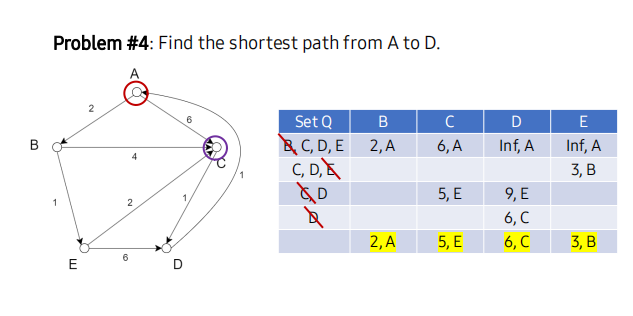 Problem #4: Find the shortest path from A to D.
A
2
6
B
4
C
1
1
2
1
6
E
D
Set Q B C D E
B, C, D, E 2, A 6, A Inf, A Inf, A
C, D, E 3, B
C, D 5, E 9, E
D 6, C
2, A 5, E 6, C 3, B